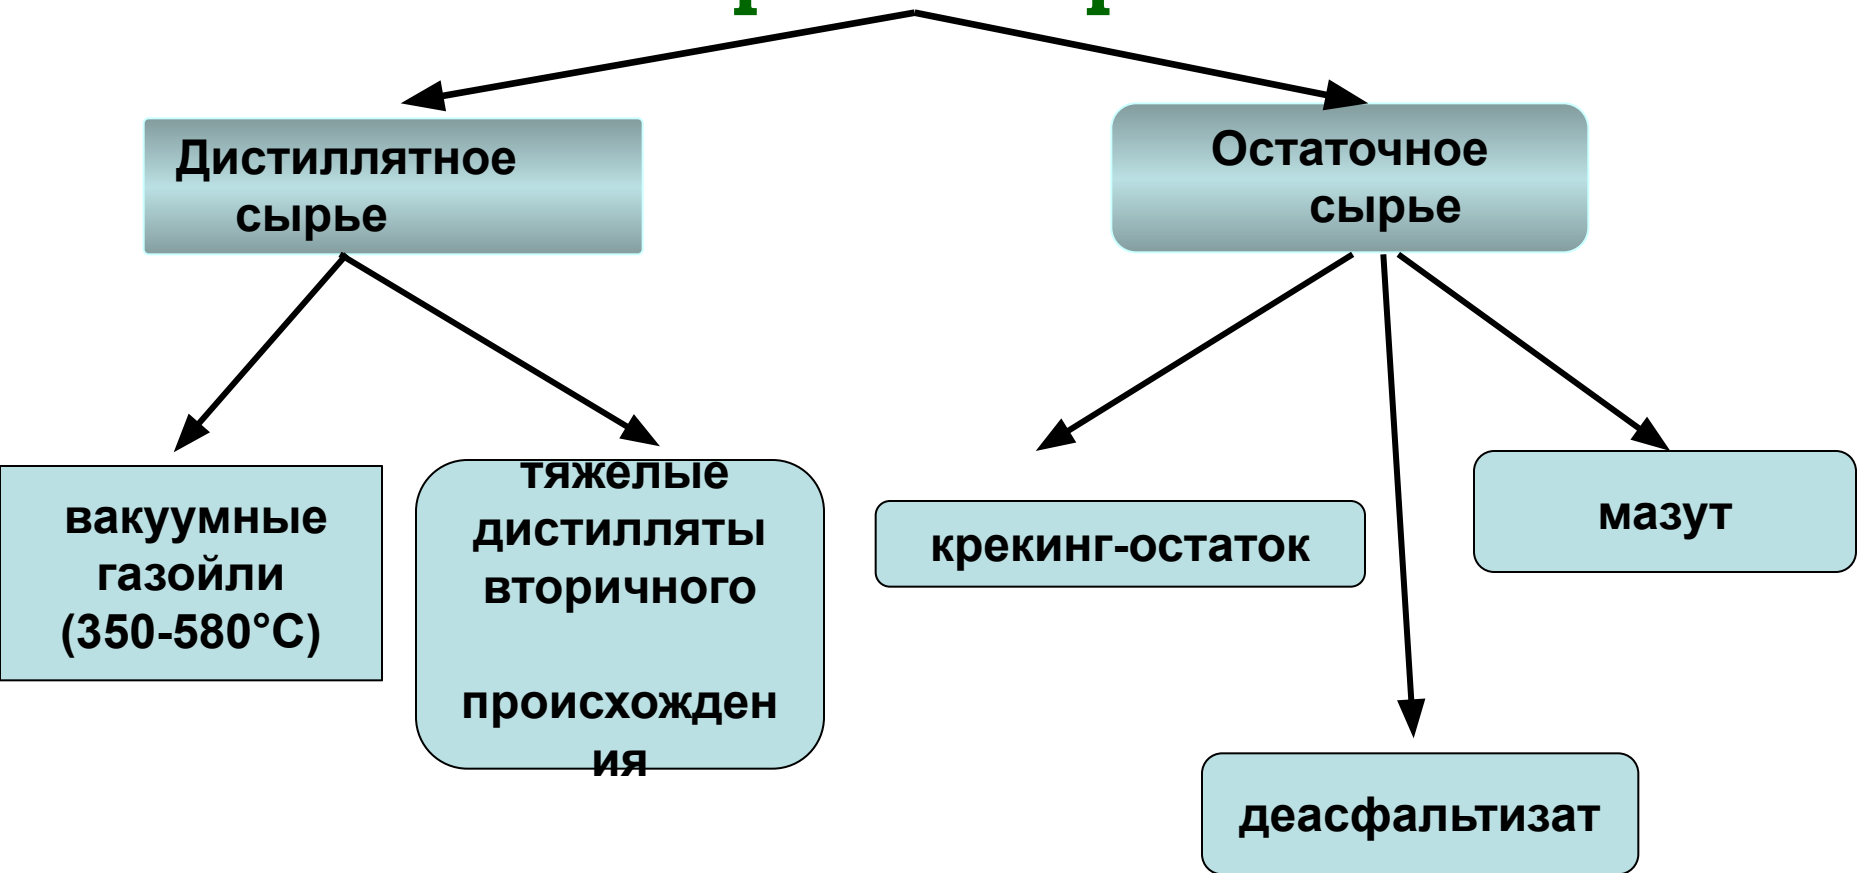 Дистиллятное
сырье
Остаточное
сырье
вакуумные
газойли
(350-580°С)
тяжелые
дистилляты
вторичного
происхожден
ия
крекинг-остаток
мазут
деасфальтизат